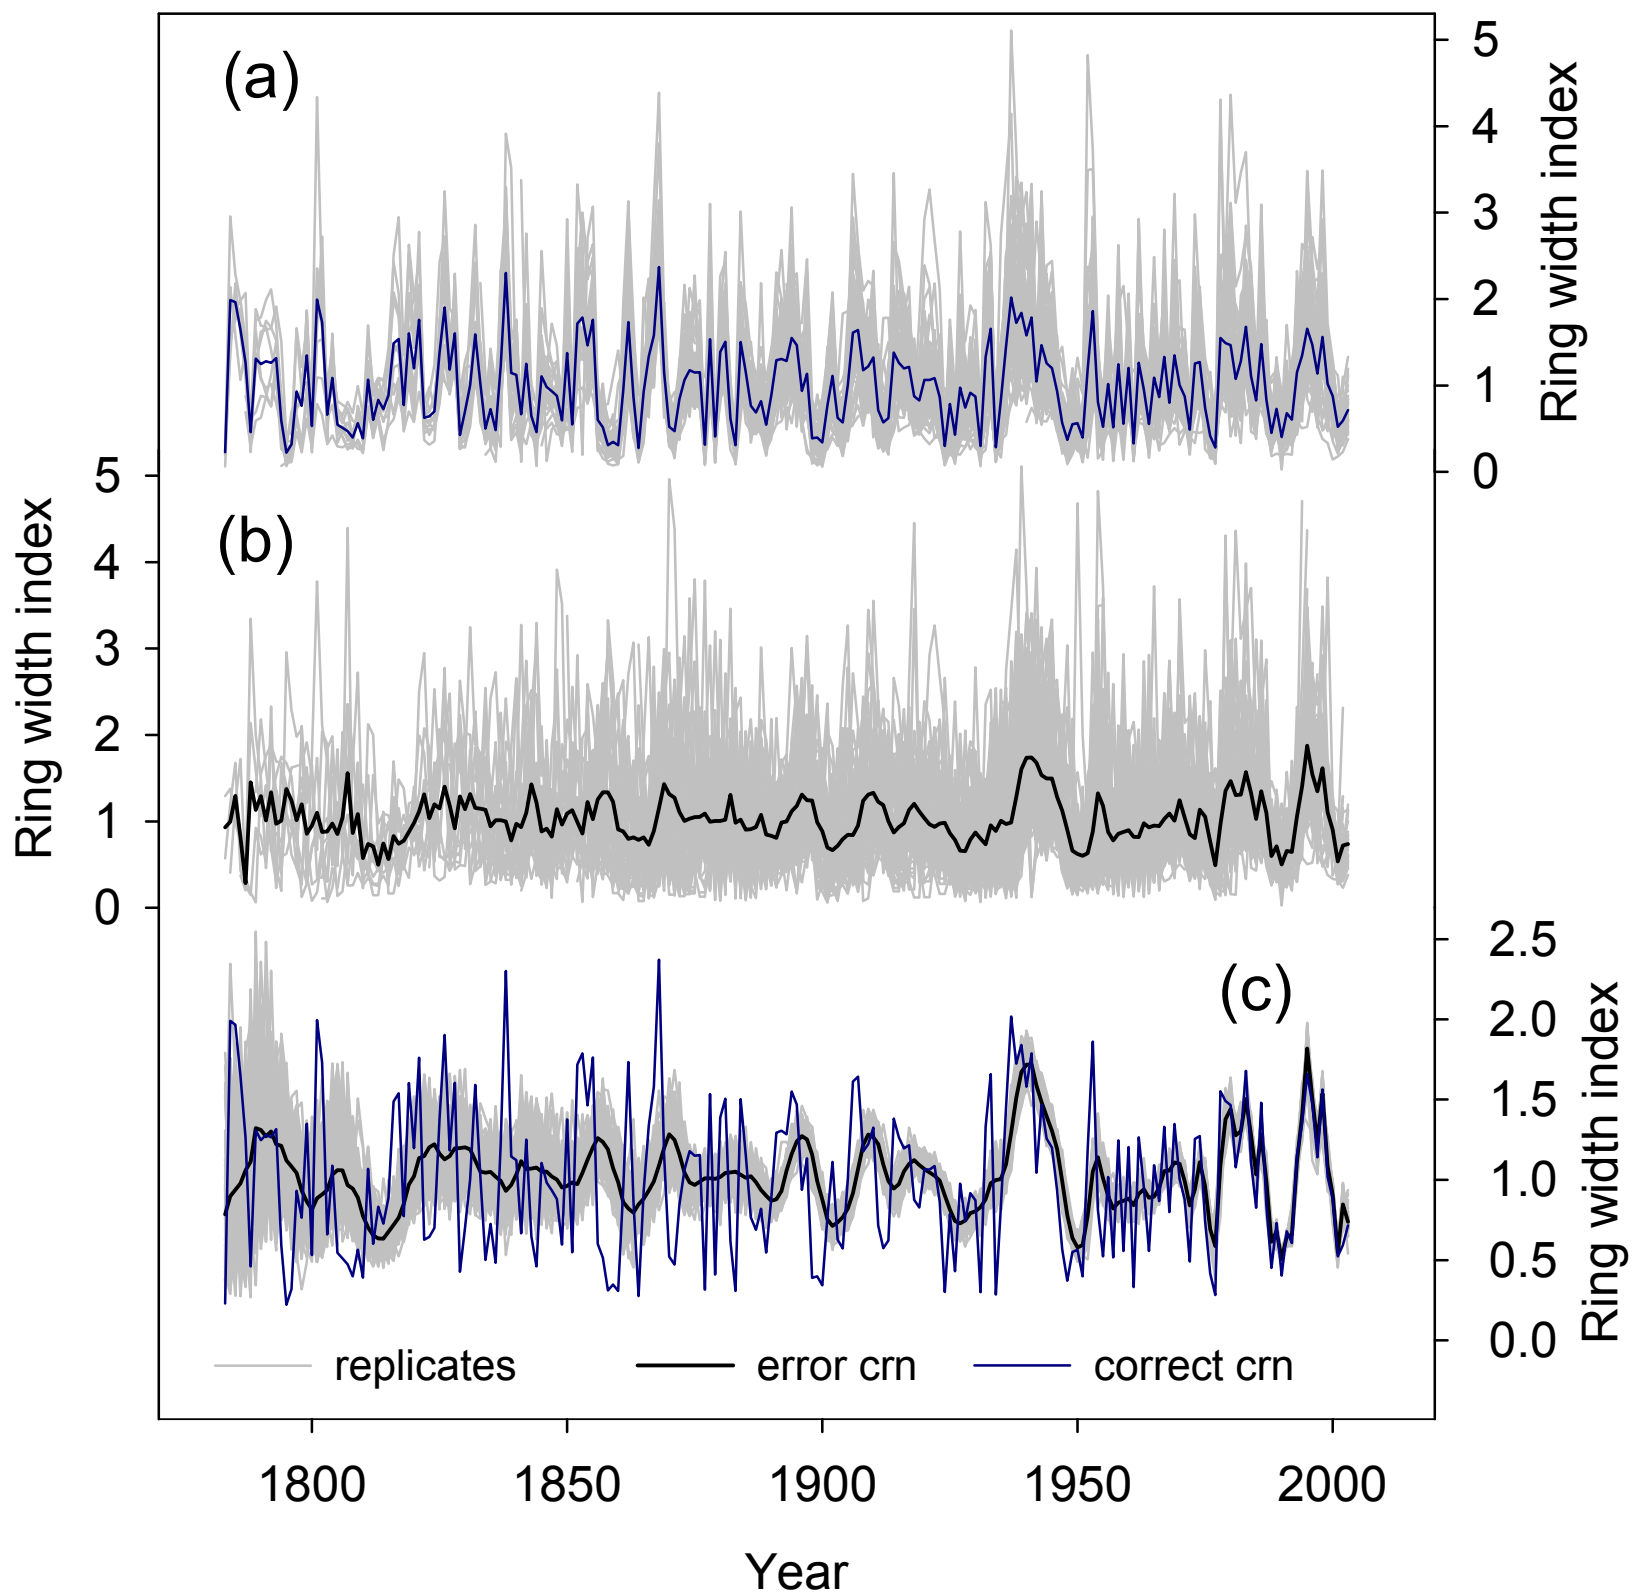 (a)
5
4
3
2
1
0
Ring width index
5
4
3
2
1
0
Ring width index
(b)
(c)
2.5
2.0
1.5
1.0
0.5
0.0
Ring width index
replicates error crn correct crn
1800 1850 1900 1950 2000
Year